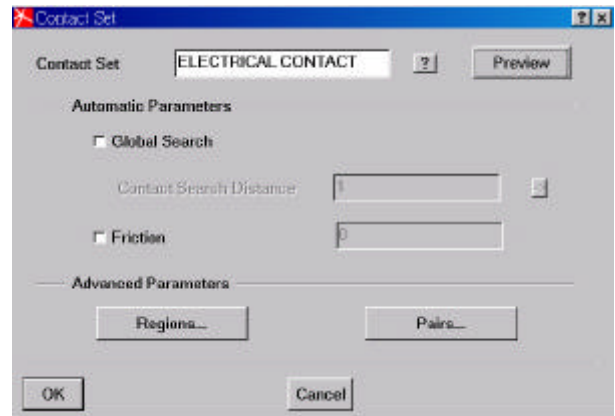 Contact Set
Contact Set ELECTRICAL CONTACT ? Preview
Automatic Parameters
Global Search
Contact Search Distance 1
Friction 0
Advanced Parameters
Regions... Pairs...
OK Cancel